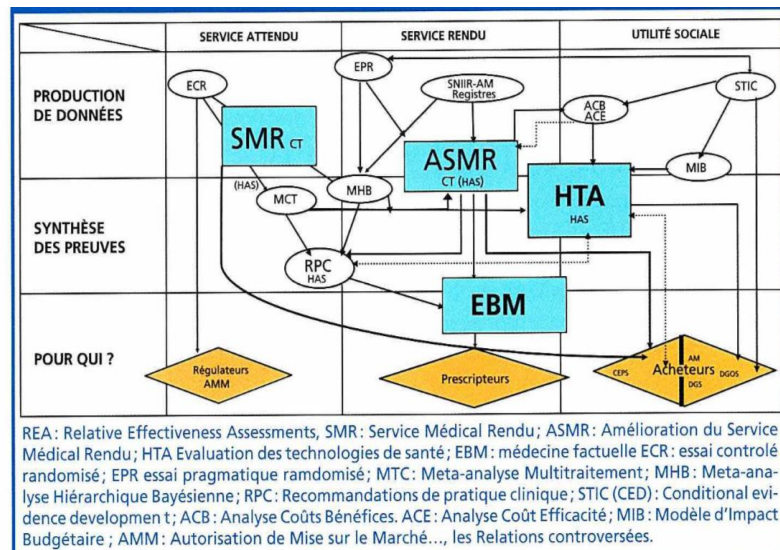 SERVICE ATTENDU
SERVICE RENDU
UTILITÉ SOCIALE
PRODUCTION
DE DONNÉES
ECR
EPR
SNIIR-AM
Registres
ACB
ACE
STIC
SMR CT
ASMR
CT (HAS)
MIB
(HAS)
MCT
MHB
HTA
HAS
SYNTHÈSE
DES PREUVES
RPC
HAS
EBM
POUR QUI ?
Régulateurs
AMM
Prescripteurs
CEPS
AM
Acheteurs
DGS
DGOS
REA : Relative Effectiveness Assessments, SMR : Service Médical Rendu ; ASMR : Amélioration du Service
Médical Rendu ; HTA Evaluation des technologies de santé ; EBM : médecine factuelle ECR : essai controlé
randomisé ; EPR essai pragmatique ramdomisé ; MTC : Meta-analyse Multitraitement ; MHB : Meta-ana-
lyse Hiérarchique Bayésienne ; RPC : Recommandations de pratique clinique ; STIC (CED) : Conditional evi-
dence developmen t ; ACB : Analyse Coûts Bénéfices. ACE : Analyse Coût Efficacité ; MIB : Modèle d'Impact
Budgétaire ; AMM : Autorisation de Mise sur le Marché..., les Relations controversées.